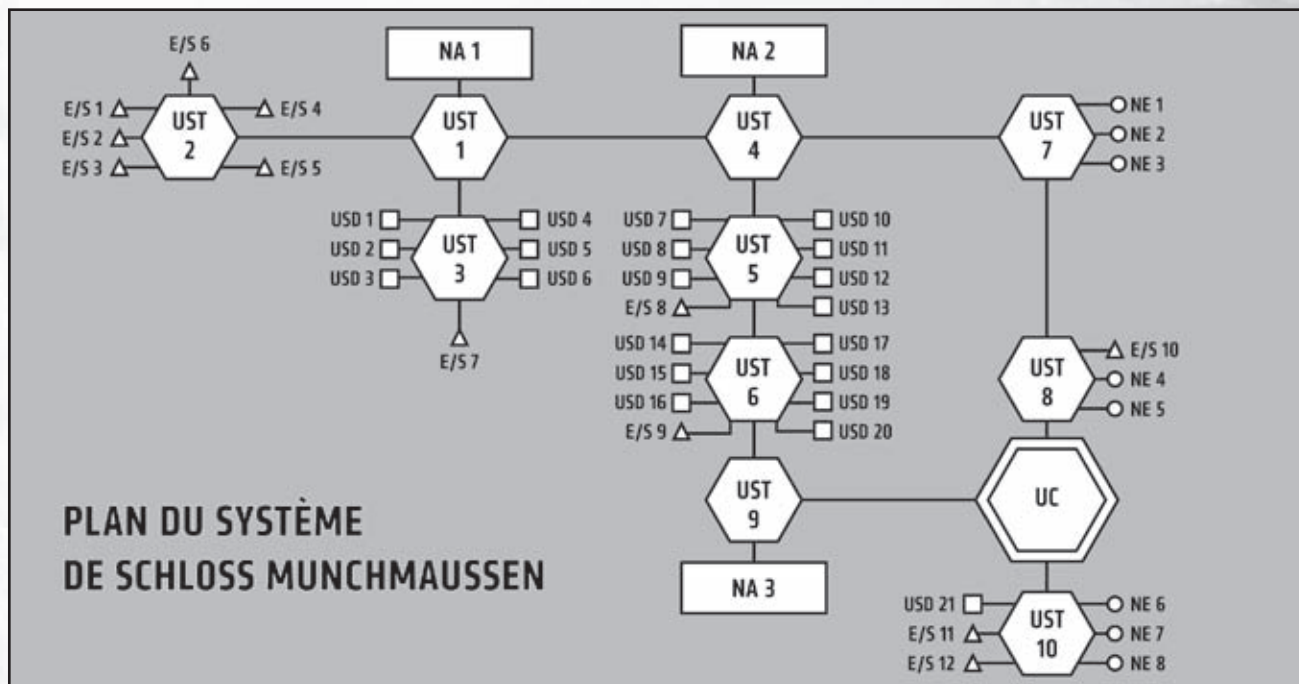 E/S 6
NA 1
NA 2
E/S 1
E/S 2
E/S 3
UST
2
E/S 4
E/S 5
UST
1
UST
4
UST
7
NE 1
NE 2
NE 3
USD 1
USD 2
USD 3
UST
3
USD 4
USD 5
USD 6
E/S 7
USD 7
USD 8
USD 9
E/S 8
UST
5
USD 10
USD 11
USD 12
USD 13
USD 14
USD 15
USD 16
E/S 9
UST
6
USD 17
USD 18
USD 19
USD 20
UST
8
E/S 10
NE 4
NE 5
UST
9
UC
NA 3
USD 21
E/S 11
E/S 12
UST
10
NE 6
NE 7
NE 8
PLAN DU SYSTÈME
DE SCHLOSS MUNCHMAUSSEN